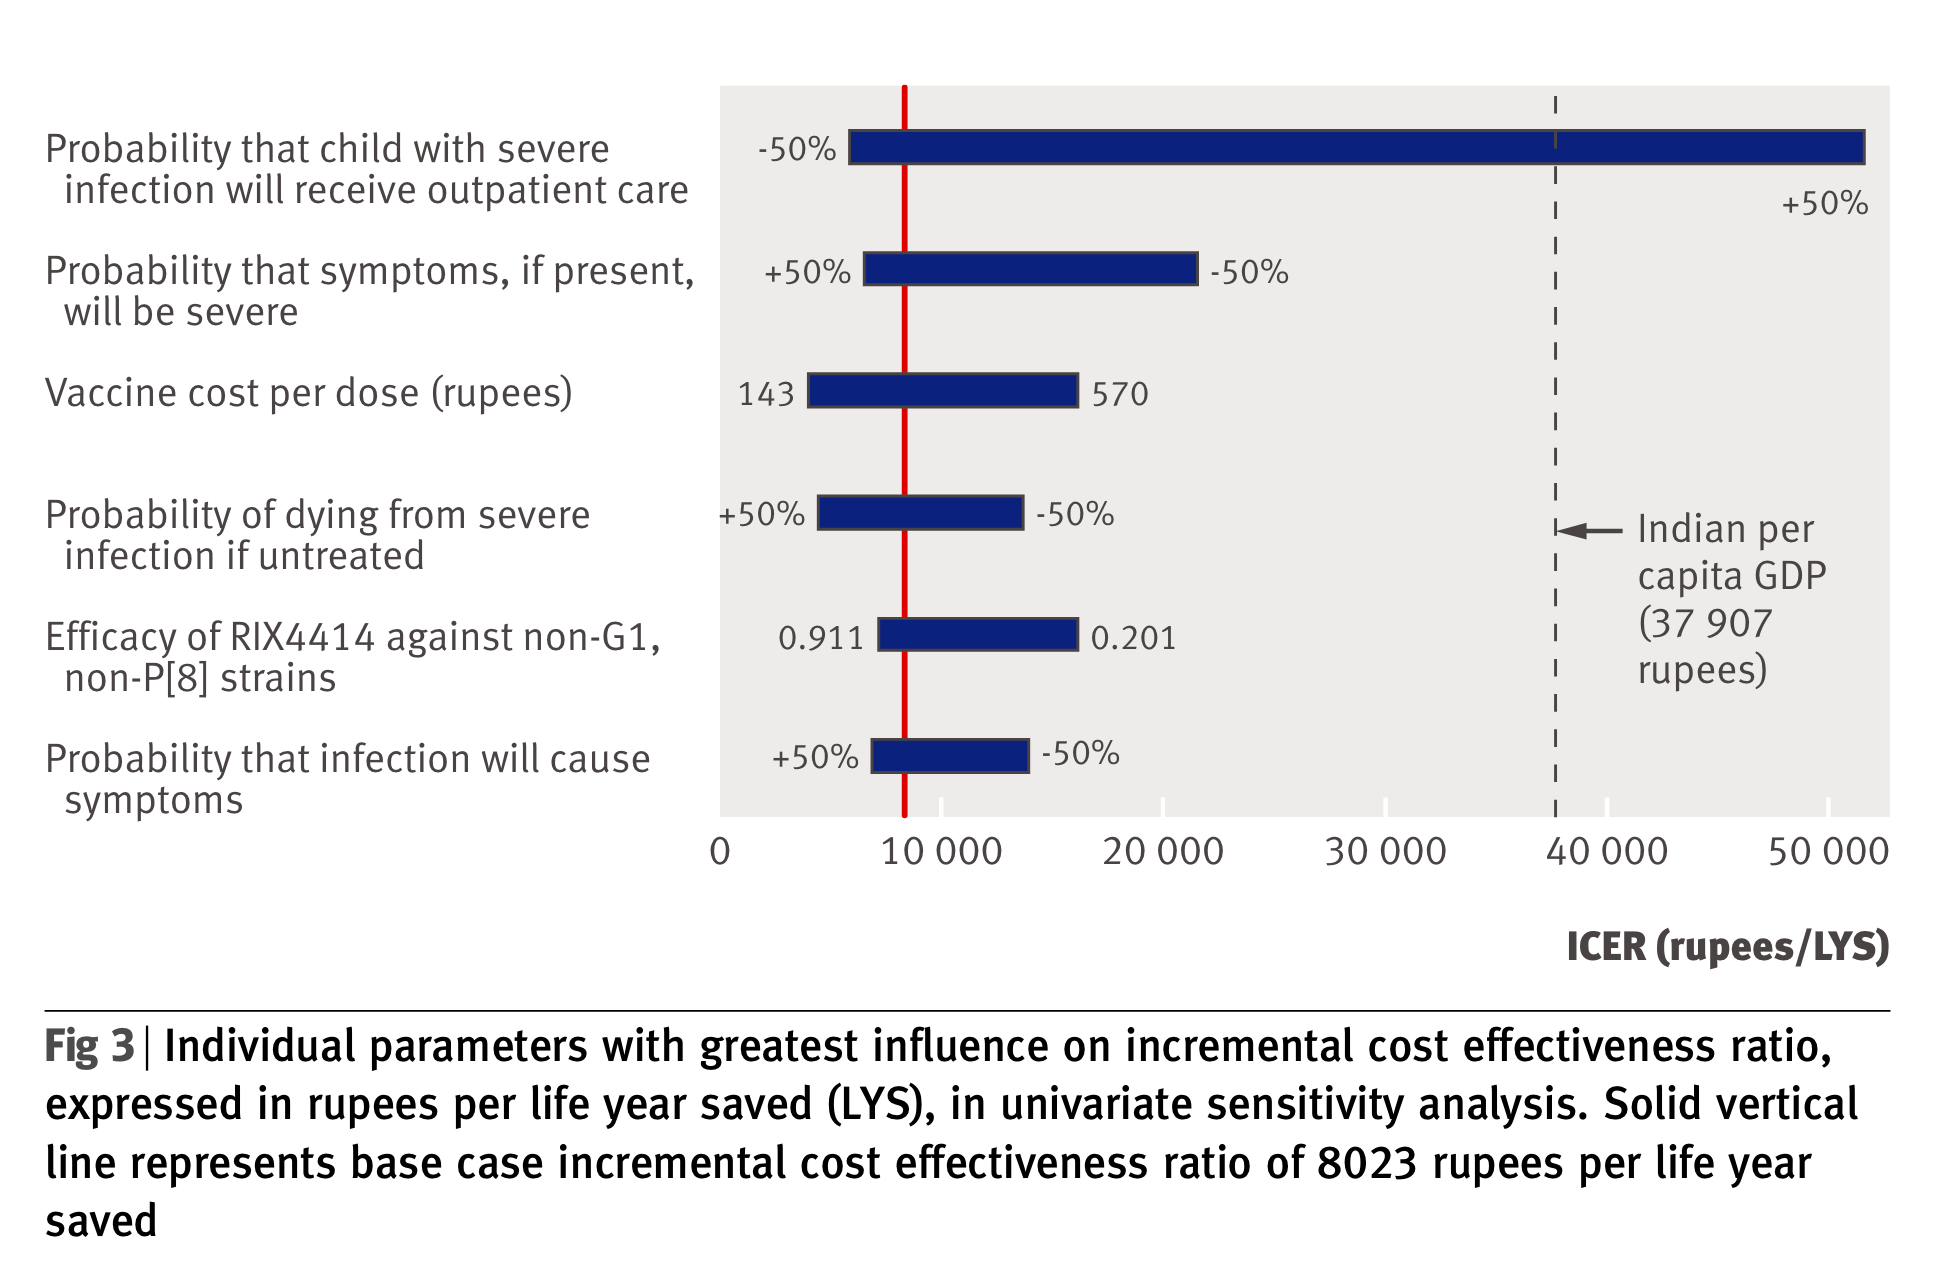 Probability that child with severe
infection will receive outpatient care
-50%
+50%
Probability that symptoms, if present,
will be severe
+50%
-50%
Vaccine cost per dose (rupees)
143
570
Probability of dying from severe
infection if untreated
+50%
-50%
Indian per
capita GDP
(37 907
rupees)
Efficacy of RIX4414 against non-G1,
non-P[8] strains
0.911
0.201
Probability that infection will cause
symptoms
+50%
-50%
0 10 000 20 000 30 000 40 000 50 000
ICER (rupees/LYS)
Fig 3| Individual parameters with greatest influence on incremental cost effectiveness ratio,
expressed in rupees per life year saved (LYS), in univariate sensitivity analysis. Solid vertical
line represents base case incremental cost effectiveness ratio of 8023 rupees per life year
saved